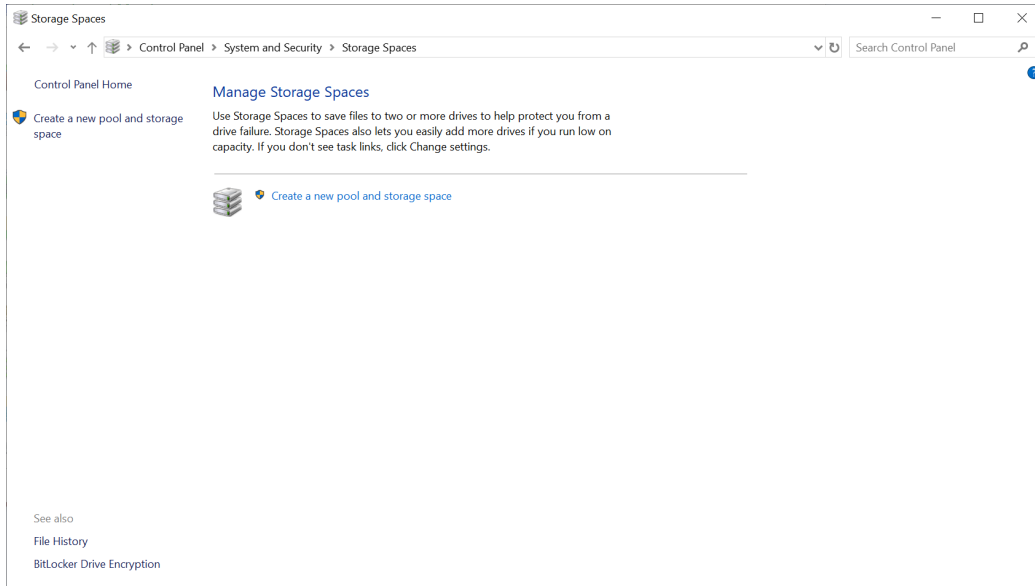 Storage Spaces
Control Panel > System and Security > Storage Spaces
Search Control Panel
Control Panel Home
Create a new pool and storage
space
Manage Storage Spaces
Use Storage Spaces to save files to two or more drives to help protect you from a
drive failure. Storage Spaces also lets you easily add more drives if you run low on
capacity. If you don't see task links, click Change settings.
Create a new pool and storage space
See also
File History
BitLocker Drive Encryption